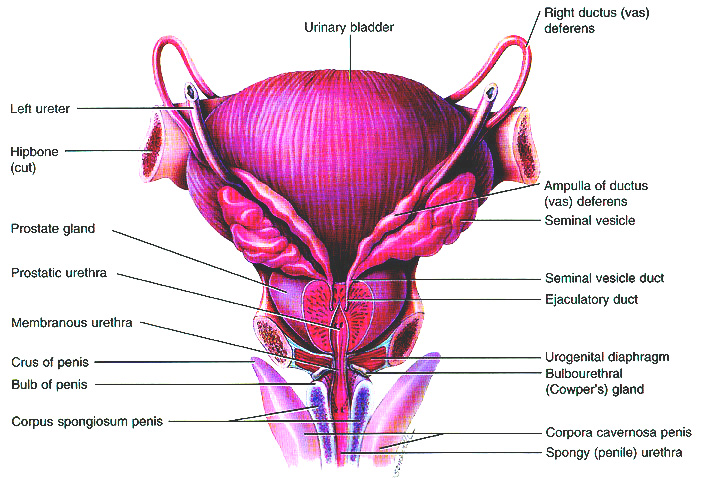 Urinary bladder
Right ductus (vas)
deferens
Left ureter
Hipbone
(cut)
Ampulla of ductus
(vas) deferens
Seminal vesicle
Prostate gland
Prostatic urethra
Seminal vesicle duct
Ejaculatory duct
Membranous urethra
Crus of penis
Bulb of penis
Urogenital diaphragm
Bulbourethral
(Cowper's) gland
Corpus spongiosum penis
Corpora cavernosa penis
Spongy (penile) urethra